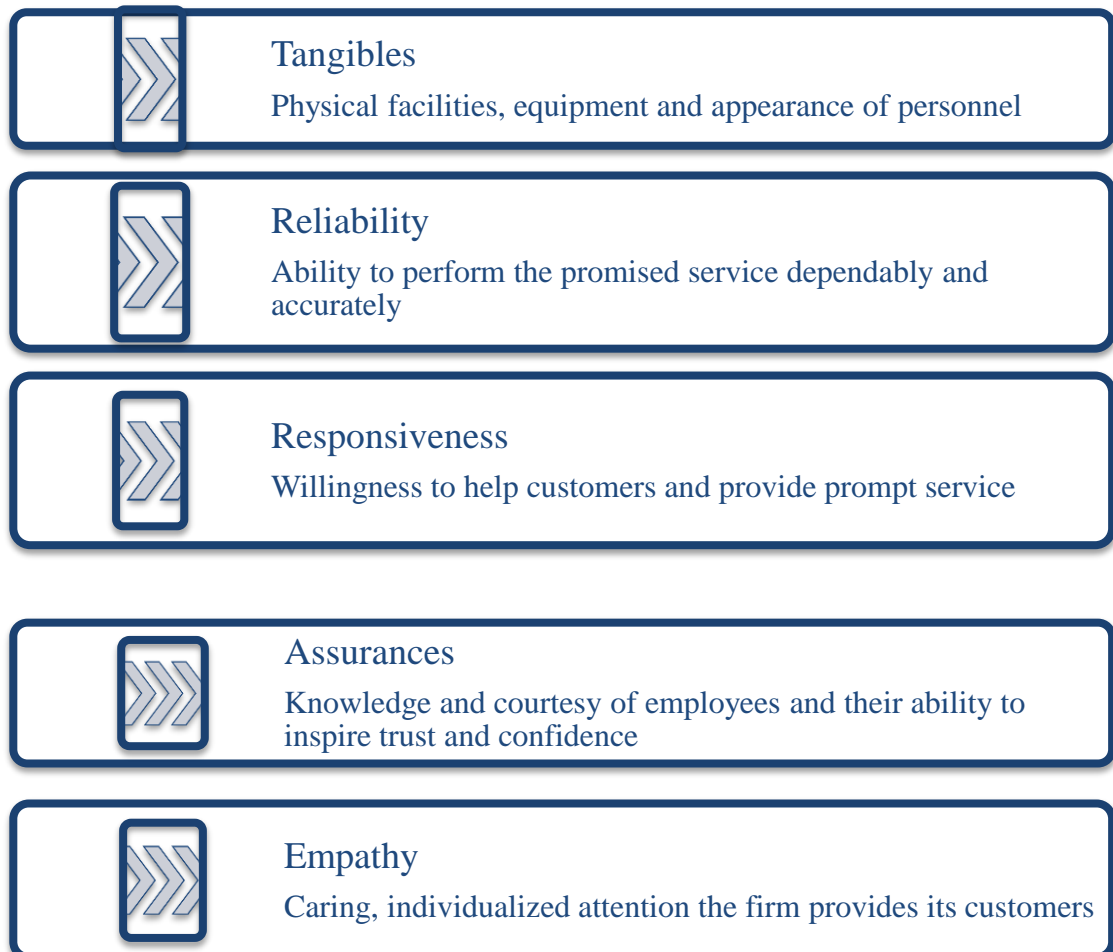 Tangibles
Physical facilities, equipment and appearance of personnel
Reliability
Ability to perform the promised service dependably and
accurately
Responsiveness
Willingness to help customers and provide prompt service
Assurances
Knowledge and courtesy of employees and their ability to
inspire trust and confidence
Empathy
Caring, individualized attention the firm provides its customers